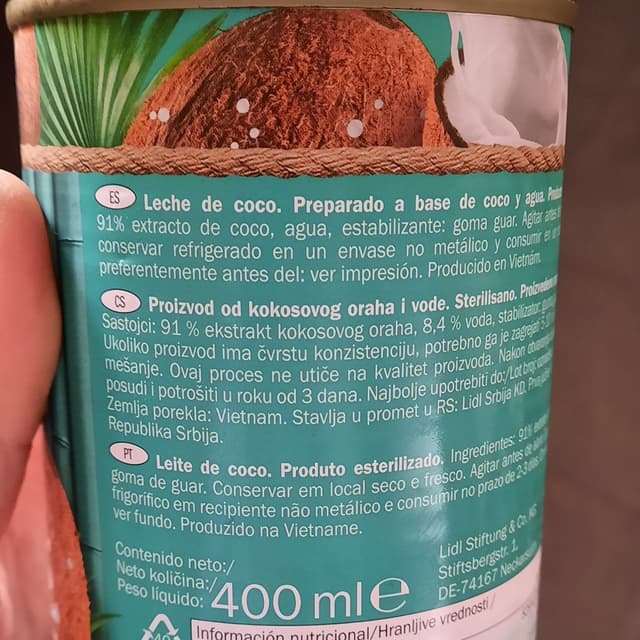 ES Leche de coco. Preparado a base de coco y agua.
91% extracto de coco, agua, estabilizante: goma guar. Agitar antes
conservar refrigerado en un envase no metálico y consumir en
preferentemente antes del: ver impresión. Producido en Vietnám.
CS Proizvod od kokosovog oraha i vode. Sterilisano. Proizvedeno
Sastojci: 91 % ekstrakt kokosovog oraha, 8,4 % voda, stabilizator:
Ukoliko proizvod ima čvrstu konzistenciju, potrebno ga je zagrejati
mešanje. Ovaj proces ne utiče na kvalitet proizvoda. Nakon otvaranja
posudi i potrošiti u roku od 3 dana. Najbolje upotrebiti do:/Lot broj:
Zemlja porekla: Vietnam. Stavlja u promet u RS: Lidl Srbija KD,
Republika Srbija.
PT Leite de coco. Produto esterilizado. Ingredientes: 91%
goma de guar. Conservar em local seco e fresco. Agitar antes de
frigorífico em recipiente não metálico e consumir no prazo de 2-3
ver fundo. Produzido na Vietname.
Contenido neto:/
Neto količina:/
Peso líquido:
400 ml e
Lidl Stiftung & Co. KG
Stiftsbergstr. 1,
DE-74167 Neckarsulm
Información nutricional/Hranljive vrednosti/